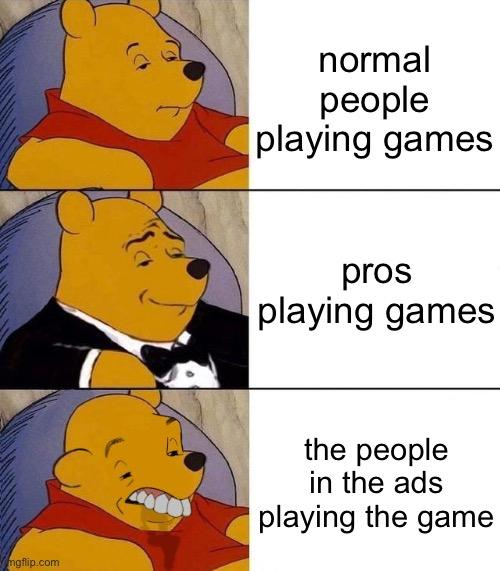 normal
people
playing games
pros
playing games
the people
in the ads
playing the game
imgflip.com